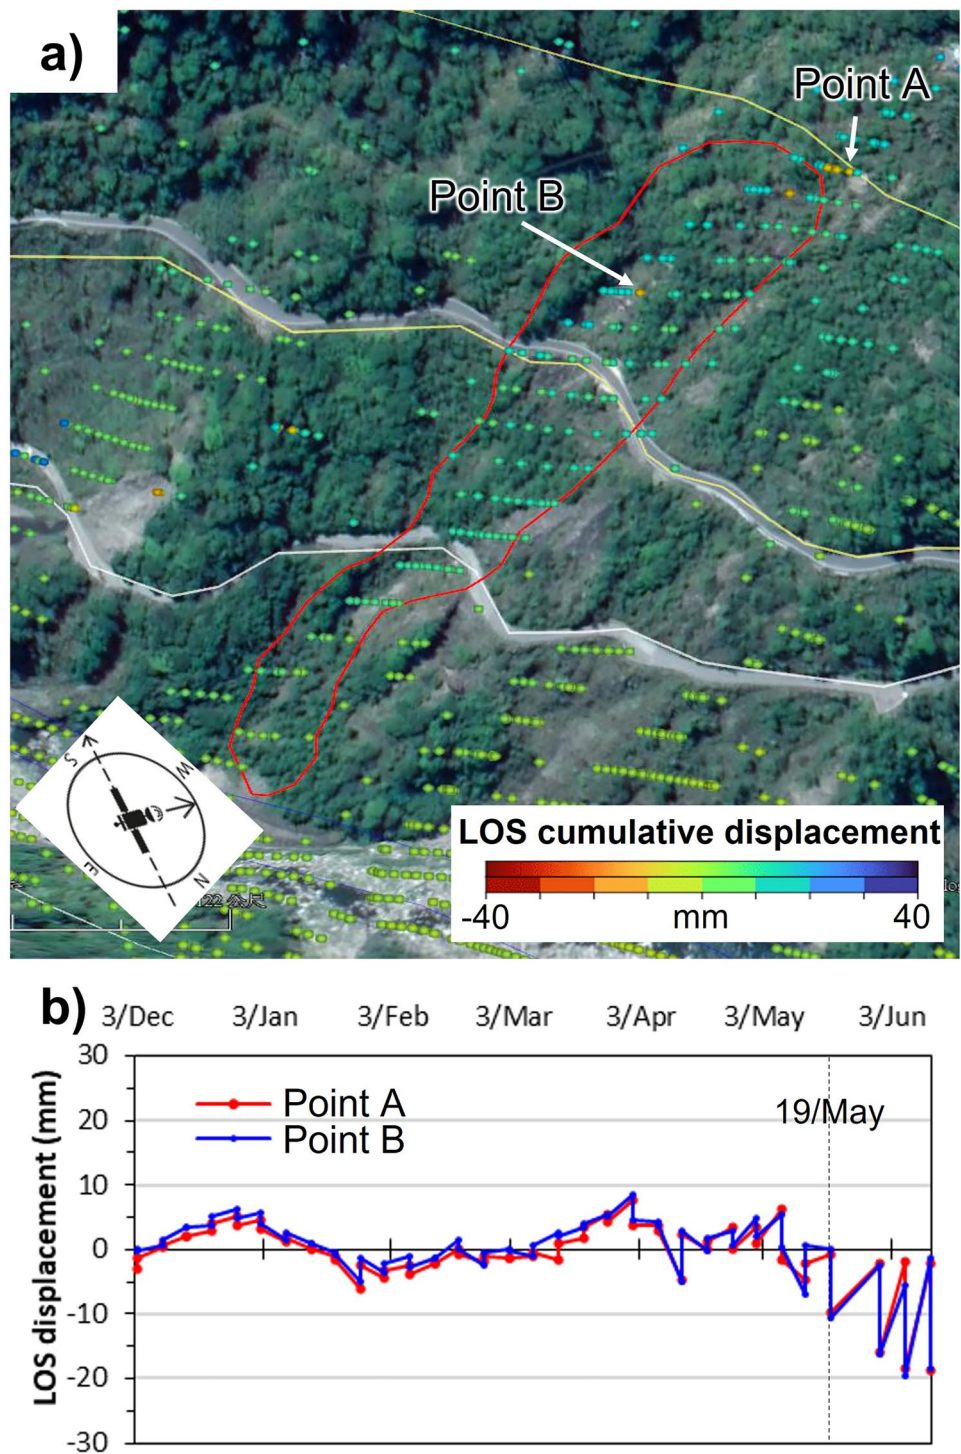 a)
Point A
Point B
S
W
E
N
122 公尺
LOS cumulative displacement
-40
mm
40
b)
3/Dec
3/Jan
3/Feb
3/Mar
3/Apr
3/May
3/Jun
30
20
10
0
-10
-20
-30
LOS displacement (mm)
Point A
Point B
19/May